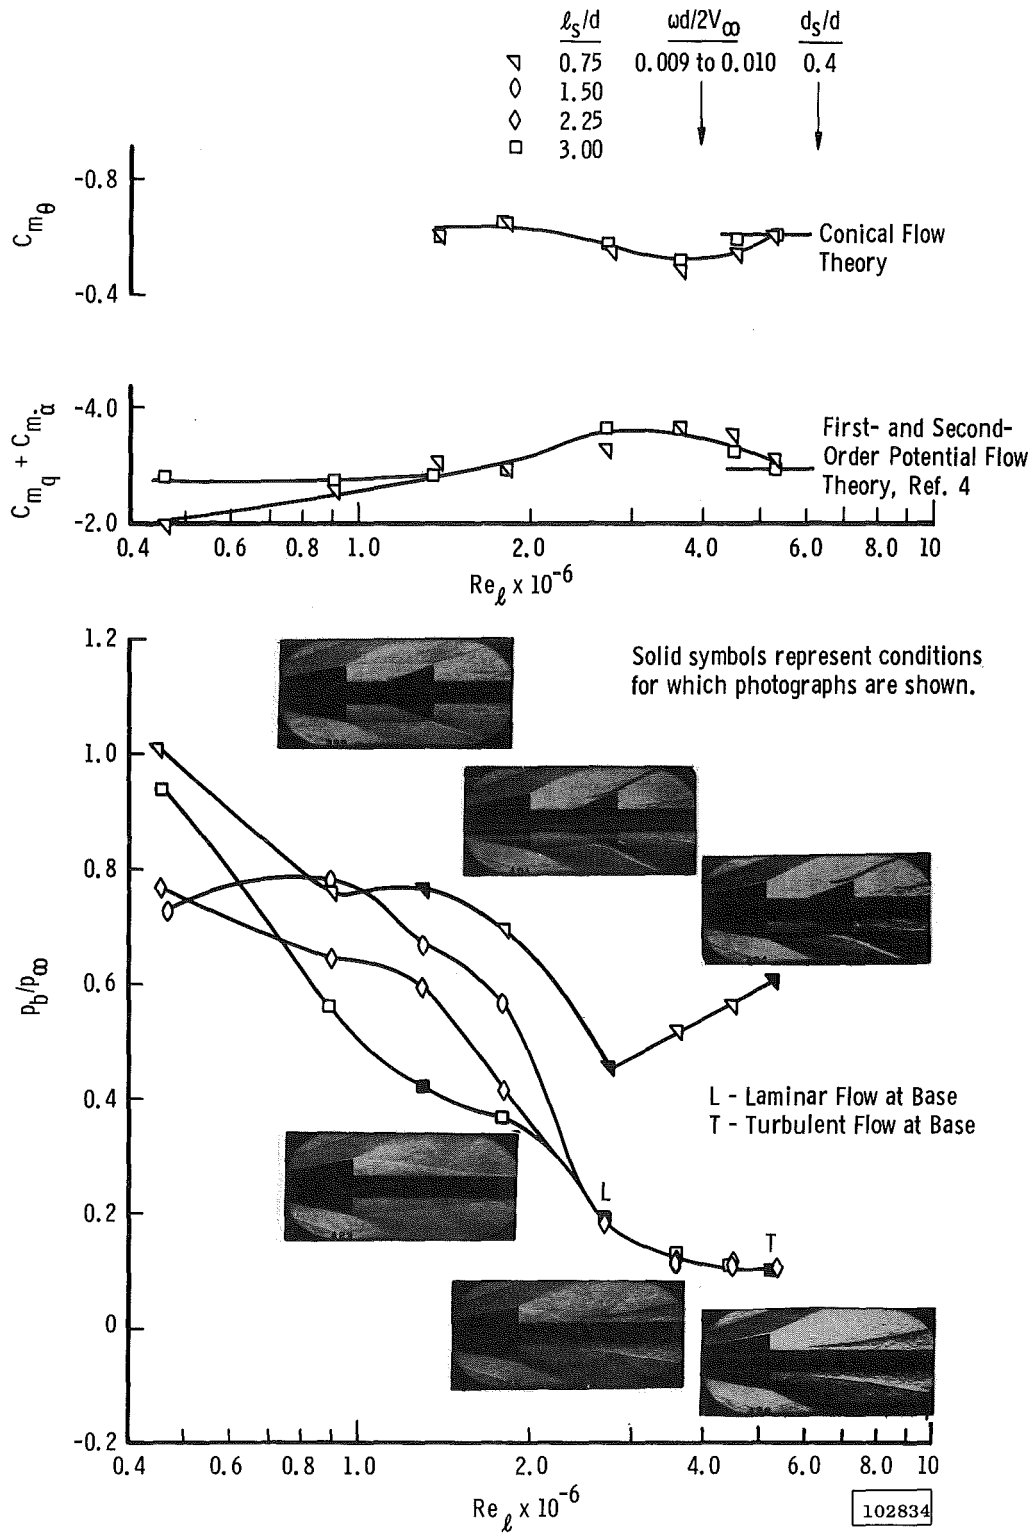 ℓs/d ωd/2V∞ ds/d
0.75 0.009 to 0.010 0.4
1.50
2.25
3.00
-0.8
Cmθ
-0.4
Conical Flow
Theory
-4.0
Cmq + Cmα̇
-2.0
First- and Second-
Order Potential Flow
Theory, Ref. 4
0.4 0.6 0.8 1.0 2.0 4.0 6.0 8.0 10
Reℓ x 10⁻⁶
1.2
1.0
0.8
0.6
0.4
0.2
0
-0.2
pb/p∞
Solid symbols represent conditions
for which photographs are shown.
L - Laminar Flow at Base
T - Turbulent Flow at Base
L
T
0.4 0.6 0.8 1.0 2.0 4.0 6.0 8.0 10
Reℓ x 10⁻⁶
102834